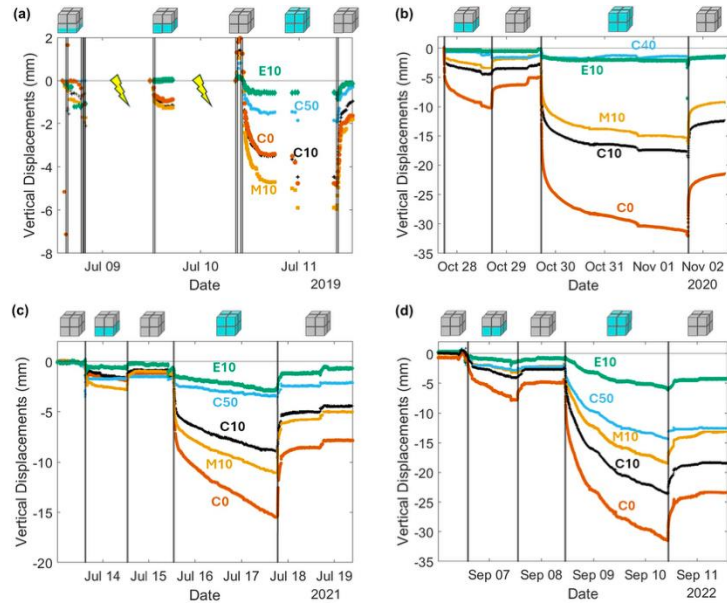 (a)
Vertical Displacements (mm)
2
0
-2
-4
-6
-8
E10
C50
C0
C10
M10
Jul 09
Jul 10
Jul 11
Date
2019
(b)
Vertical Displacements (mm)
0
-5
-10
-15
-20
-25
-30
-35
C40
E10
M10
C10
C0
Oct 28
Oct 29
Oct 30
Oct 31
Nov 01
Nov 02
Date
2020
(c)
Vertical Displacements (mm)
0
-5
-10
-15
-20
E10
C50
C10
M10
C0
Jul 14
Jul 15
Jul 16
Jul 17
Jul 18
Jul 19
Date
2021
(d)
Vertical Displacements (mm)
0
-5
-10
-15
-20
-25
-30
-35
E10
C50
M10
C10
C0
Sep 07
Sep 08
Sep 09
Sep 10
Sep 11
Date
2022